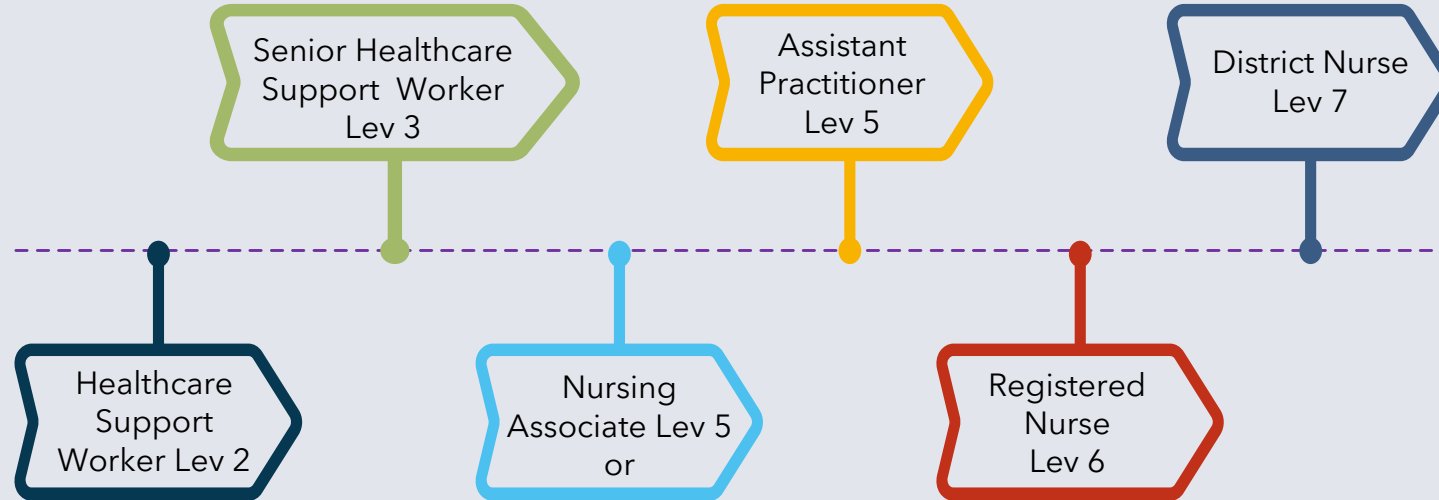 Healthcare
Support
Worker Lev 2
Senior Healthcare
Support  Worker
Lev 3
Nursing
Associate Lev 5
or
Assistant
Practitioner
Lev 5
Registered
Nurse
Lev 6
District Nurse
Lev 7